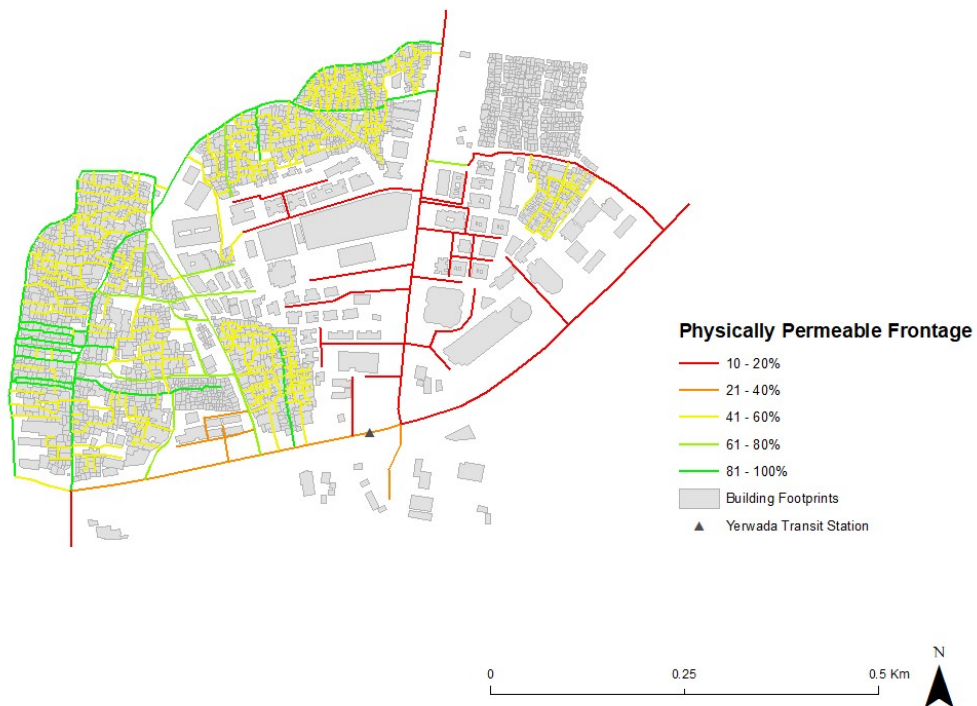 Physically Permeable Frontage
10 - 20%
21 - 40%
41 - 60%
61 - 80%
81 - 100%
Building Footprints
Yerwada Transit Station
N
0 0.25 0.5 Km